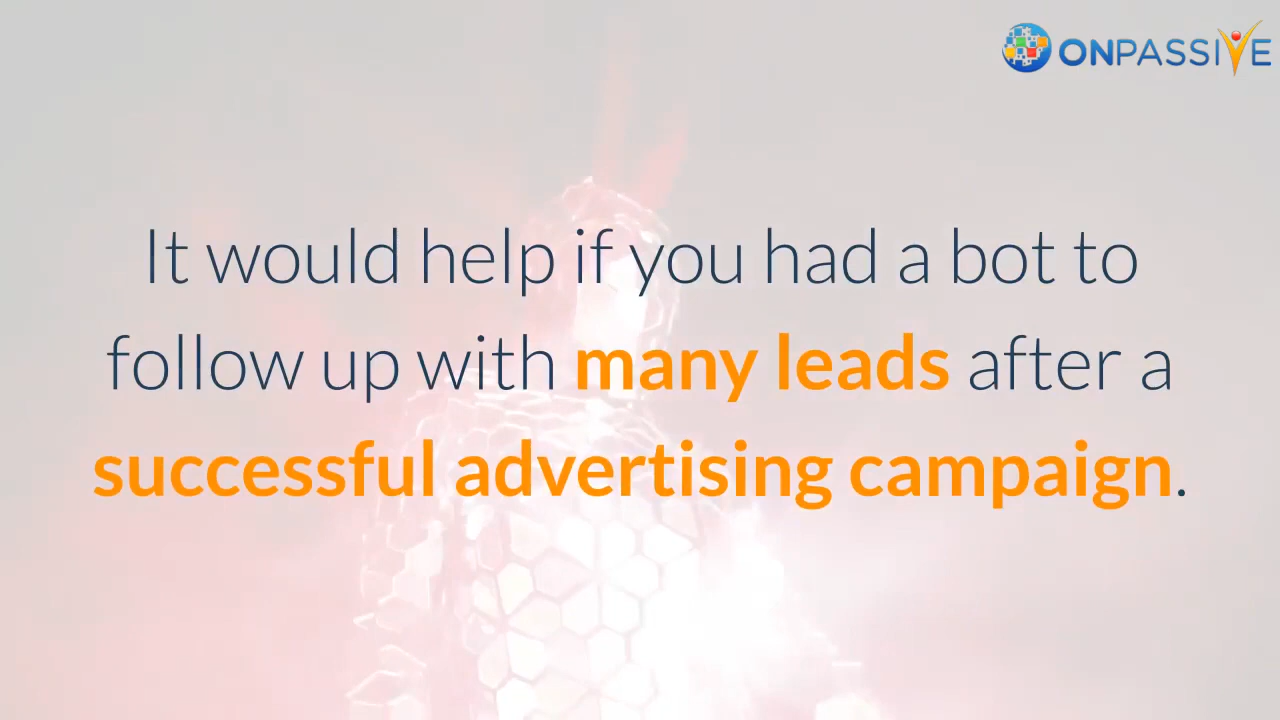 ONPASSIVE
It would help if you had a bot to
follow up with many leads after a
successful advertising campaign.